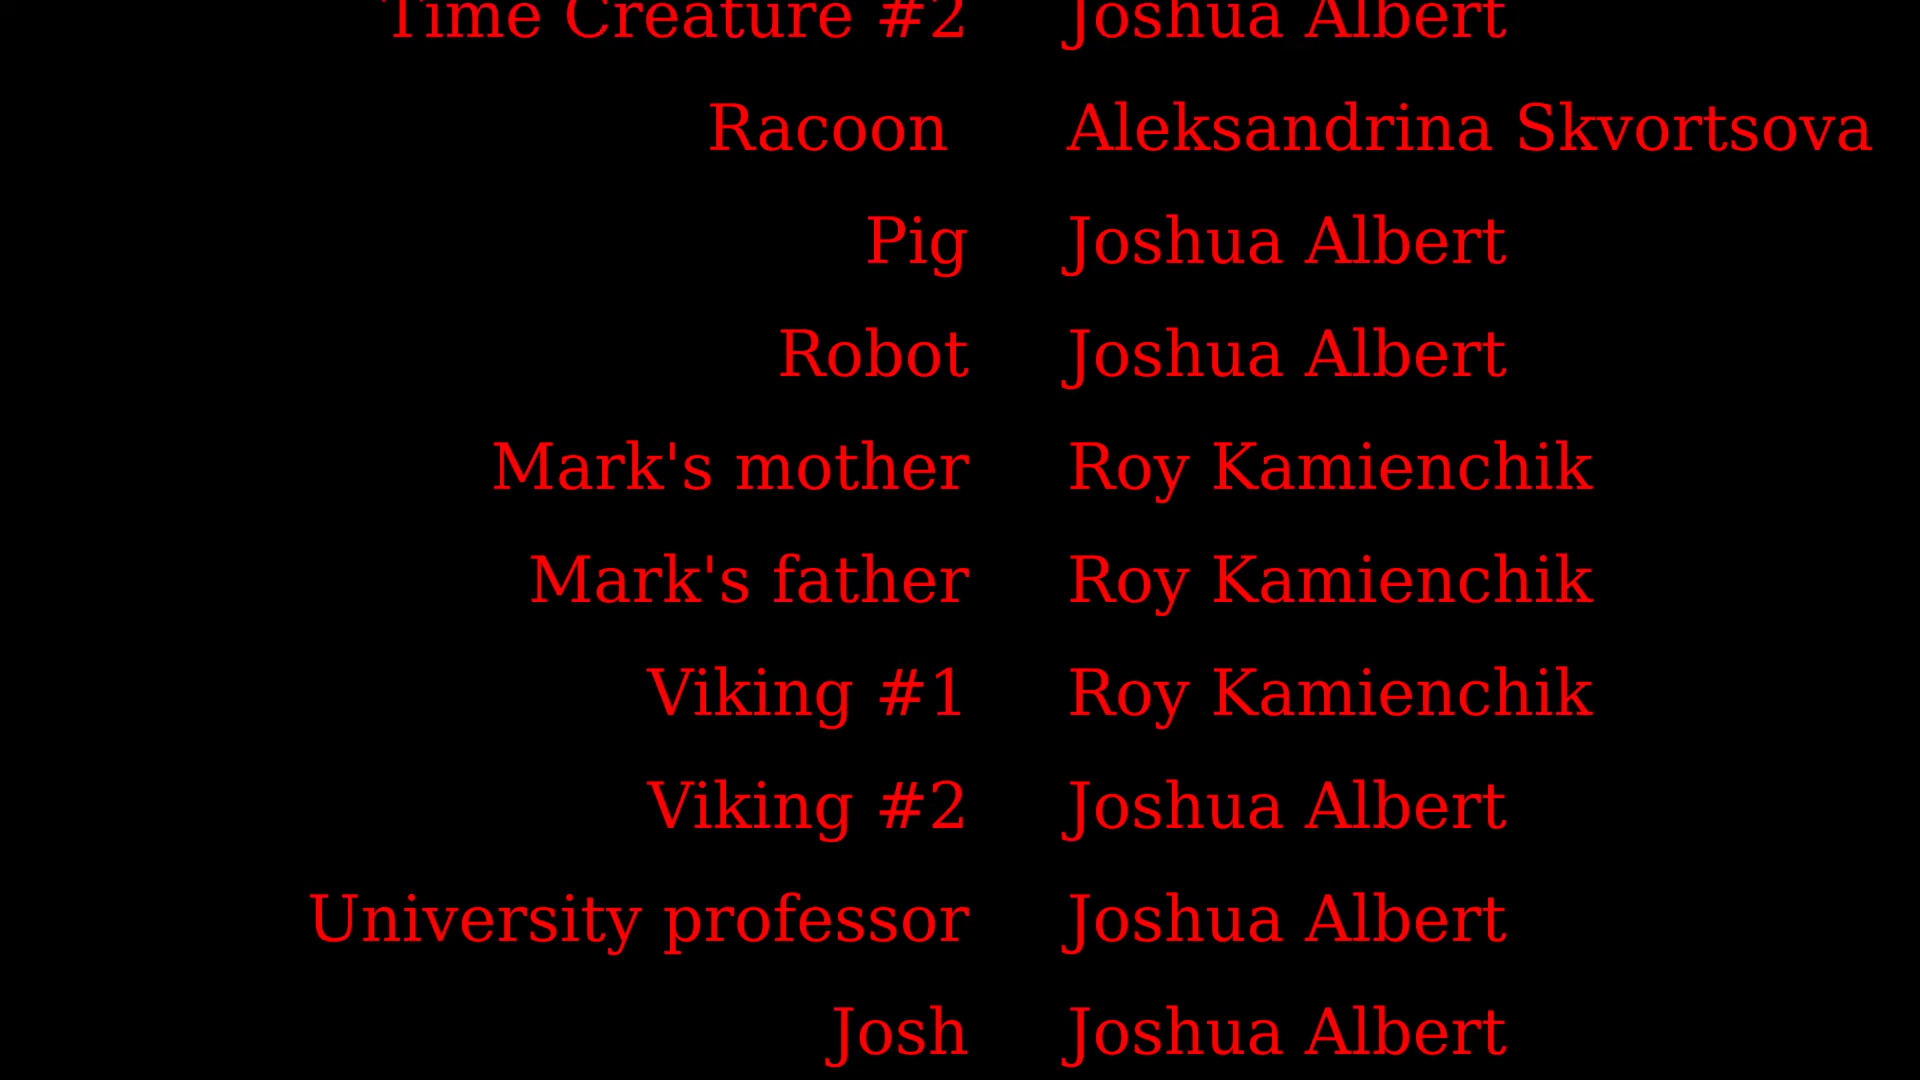 Time Creature #2 Joshua Albert
Racoon Aleksandrina Skvortsova
Pig Joshua Albert
Robot Joshua Albert
Mark's mother Roy Kamienchik
Mark's father Roy Kamienchik
Viking #1 Roy Kamienchik
Viking #2 Joshua Albert
University professor Joshua Albert
Josh Joshua Albert